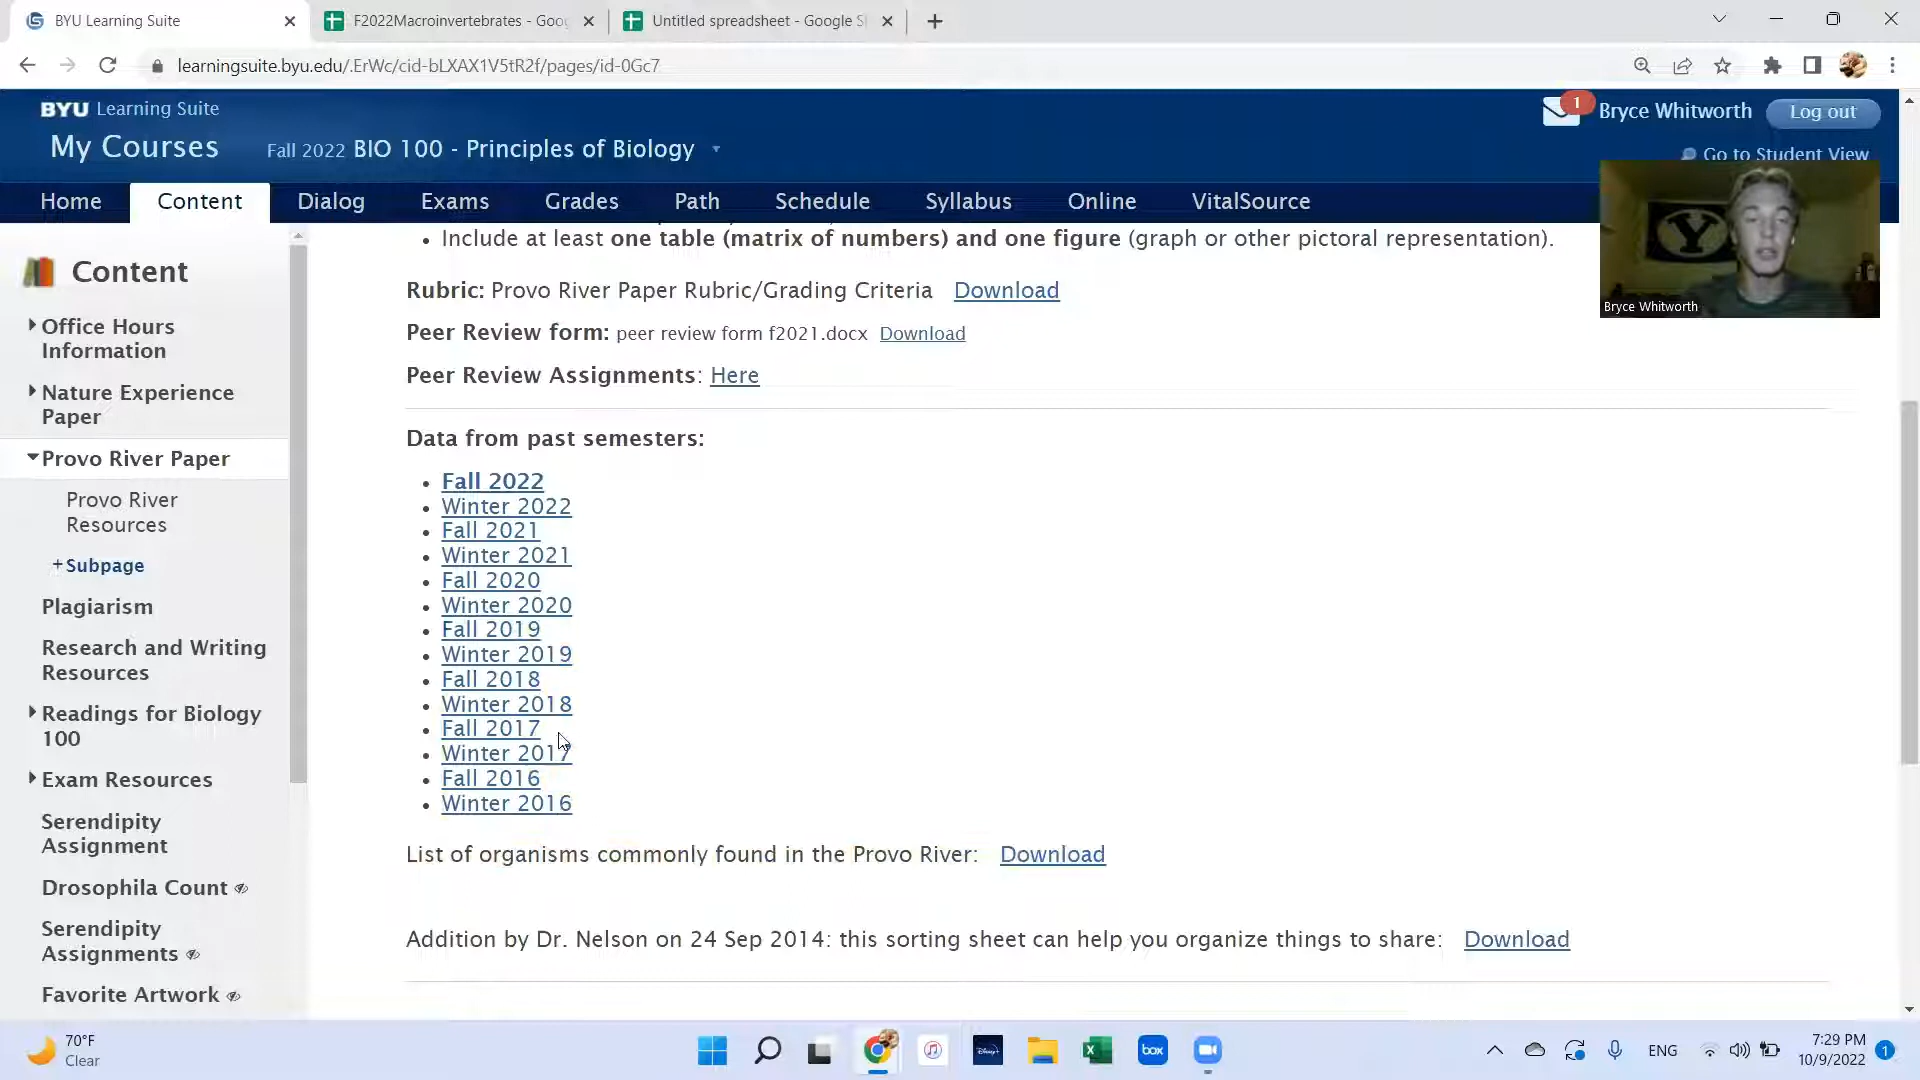 BYU Learning Suite
F2022Macroinvertebrates - Goo
Untitled spreadsheet - Google S
learningsuite.byu.edu/.ErWc/cid-bLXAX1V5tR2f/pages/id-0Gc7
BYU Learning Suite
1
Bryce Whitworth
Log out
My Courses
Fall 2022 BIO 100 - Principles of Biology
Go to Student View
Home
Content
Dialog
Exams
Grades
Path
Schedule
Syllabus
Online
VitalSource
Bryce Whitworth
Content
Office Hours
Information
Nature Experience
Paper
Provo River Paper
Provo River
Resources
+Subpage
Plagiarism
Research and Writing
Resources
Readings for Biology
100
Exam Resources
Serendipity
Assignment
Drosophila Count
Serendipity
Assignments
Favorite Artwork
• Include at least one table (matrix of numbers) and one figure (graph or other pictoral representation).
Rubric: Provo River Paper Rubric/Grading Criteria Download
Peer Review form: peer review form f2021.docx Download
Peer Review Assignments: Here
Data from past semesters:
• Fall 2022
• Winter 2022
• Fall 2021
• Winter 2021
• Fall 2020
• Winter 2020
• Fall 2019
• Winter 2019
• Fall 2018
• Winter 2018
• Fall 2017
• Winter 2017
• Fall 2016
• Winter 2016
List of organisms commonly found in the Provo River: Download
Addition by Dr. Nelson on 24 Sep 2014: this sorting sheet can help you organize things to share: Download
70°F
Clear
Disney+
box
ENG
7:29 PM
10/9/2022
1